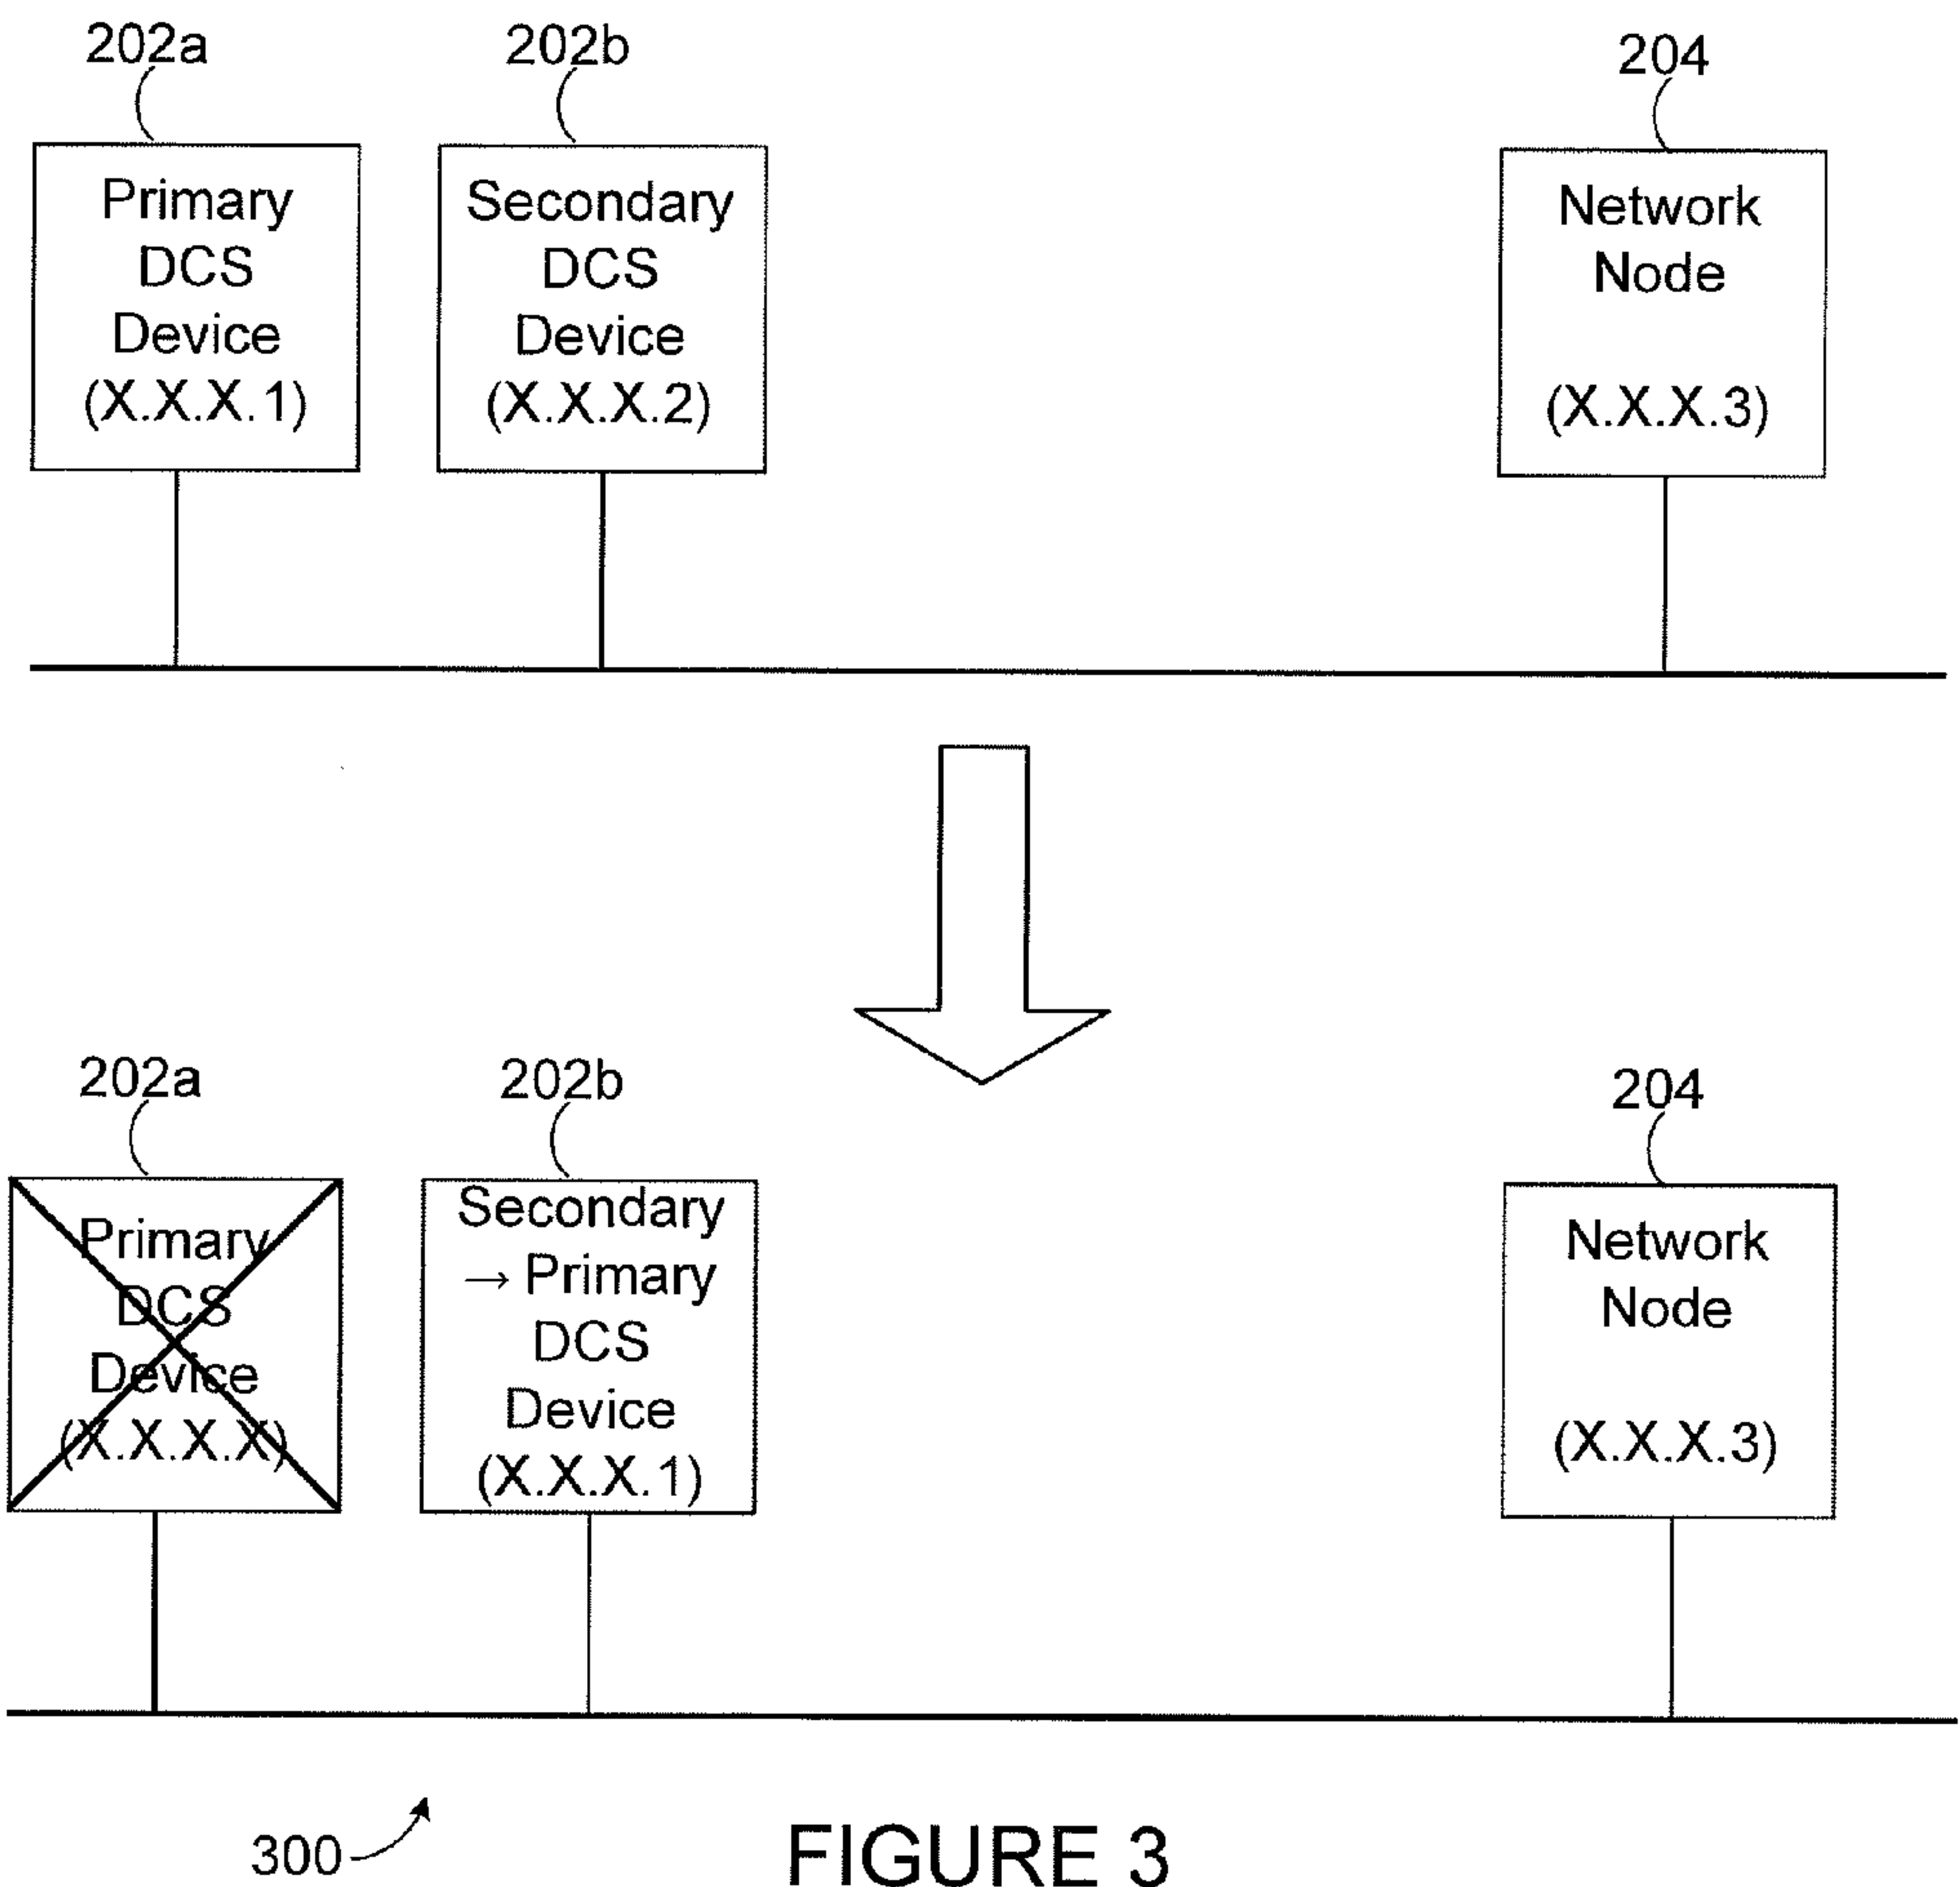 202a
202b
204
Primary
DCS
Device
(X.X.X.1)
Secondary
DCS
Device
(X.X.X.2)
Network
Node
(X.X.X.3)
202a
202b
204
Primary
DCS
Device
(X.X.X.X)
Secondary
→ Primary
DCS
Device
(X.X.X.1)
Network
Node
(X.X.X.3)
300
FIGURE 3